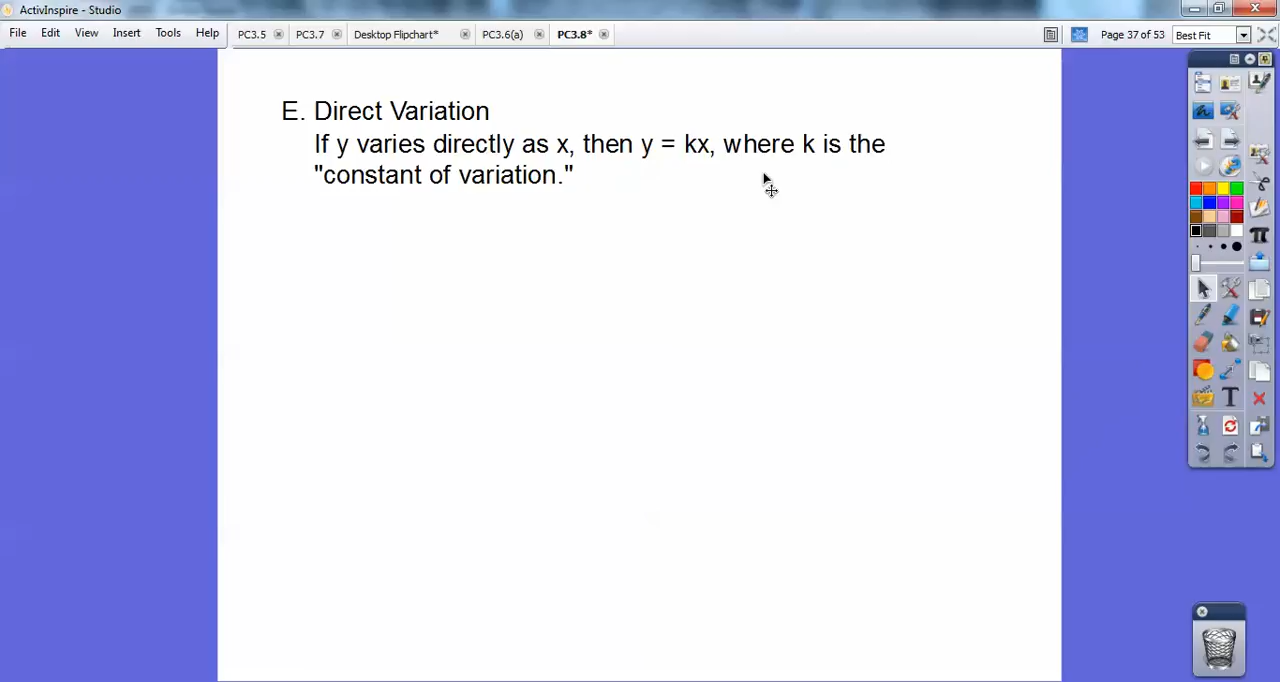 ActivInspire - Studio
File Edit View Insert Tools Help PC3.5 PC3.7 Desktop Flipchart* PC3.6(a) PC3.8* Page 37 of 53 Best Fit
E. Direct Variation
If y varies directly as x, then y = kx, where k is the
"constant of variation."